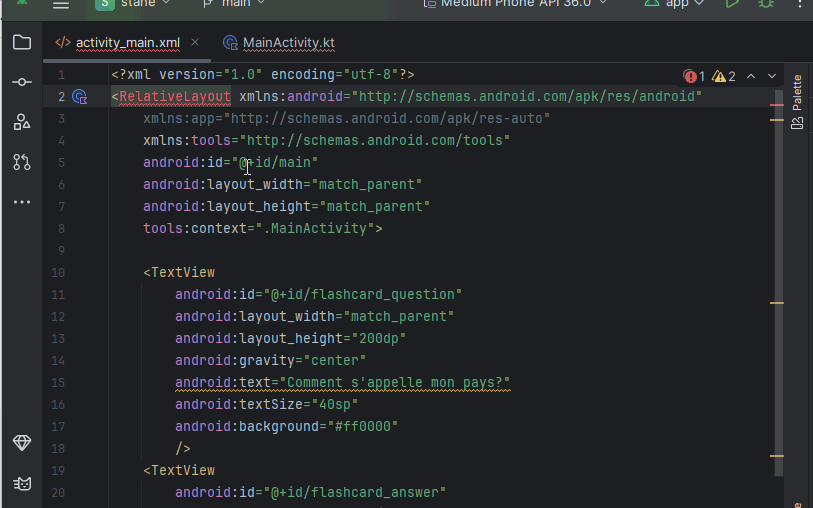 stane main Medium Phone API 36.0 app
activity_main.xml MainActivity.kt
1 <?xml version="1.0" encoding="utf-8"?> 1 2
2 <RelativeLayout xmlns:android="http://schemas.android.com/apk/res/android"
3 xmlns:app="http://schemas.android.com/apk/res-auto"
4 xmlns:tools="http://schemas.android.com/tools"
5 android:id="@+id/main"
6 android:layout_width="match_parent"
7 android:layout_height="match_parent"
8 tools:context=".MainActivity">
9
10 <TextView
11 android:id="@+id/flashcard_question"
12 android:layout_width="match_parent"
13 android:layout_height="200dp"
14 android:gravity="center"
15 android:text="Comment s'appelle mon pays?"
16 android:textSize="40sp"
17 android:background="#ff0000"
18 />
19 <TextView
20 android:id="@+id/flashcard_answer"
Palette